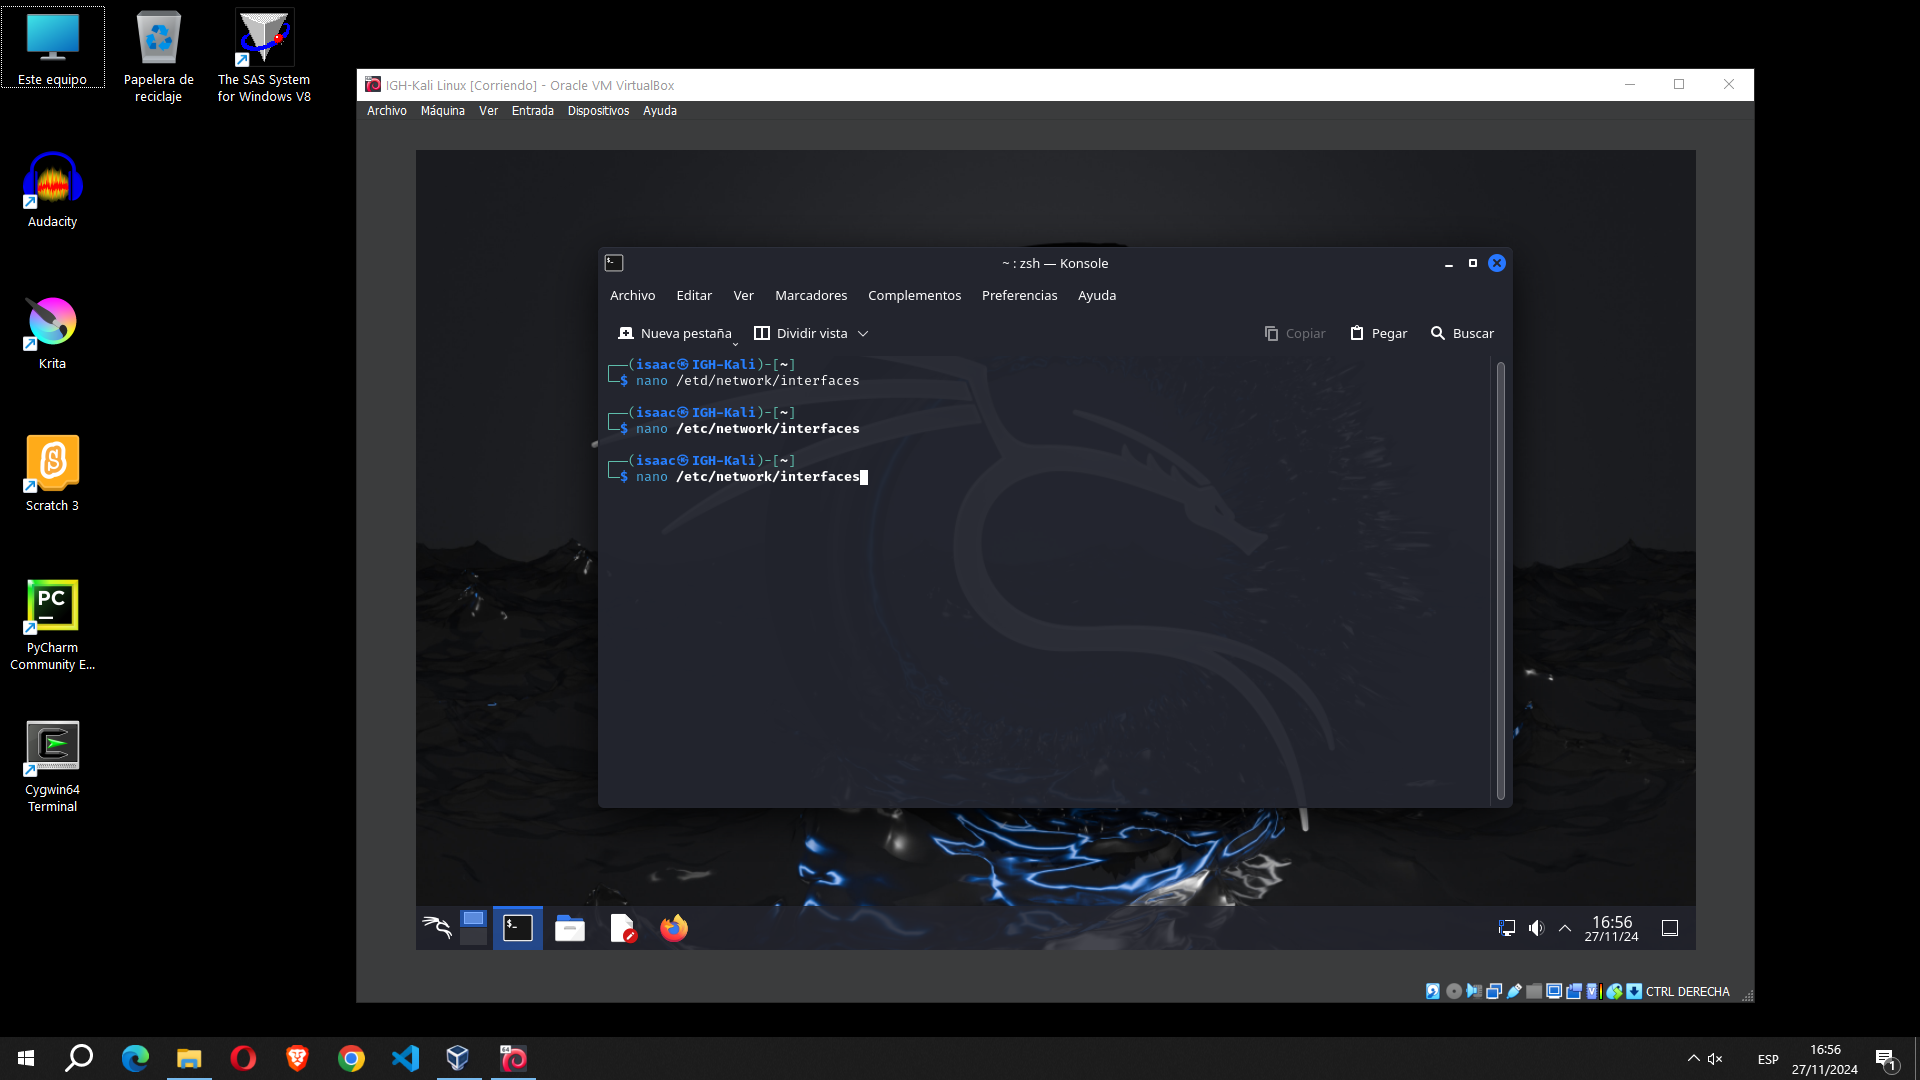 Este equipo
Papelera de
reciclaje
The SAS System
for Windows V8
Audacity
Krita
Scratch 3
PC
PyCharm
Community E...
Cygwin64
Terminal
IGH-Kali Linux [Corriendo] - Oracle VM VirtualBox
Archivo Máquina Ver Entrada Dispositivos Ayuda
~ : zsh — Konsole
Archivo Editar Ver Marcadores Complementos Preferencias Ayuda
Nueva pestaña Dividir vista Copiar Pegar Buscar
┌──(isaac㉿IGH-Kali)-[~]
└─$ nano /etd/network/interfaces
┌──(isaac㉿IGH-Kali)-[~]
└─$ nano /etc/network/interfaces
┌──(isaac㉿IGH-Kali)-[~]
└─$ nano /etc/network/interfaces
16:56
27/11/24
CTRL DERECHA
64
ESP
16:56
27/11/2024
1